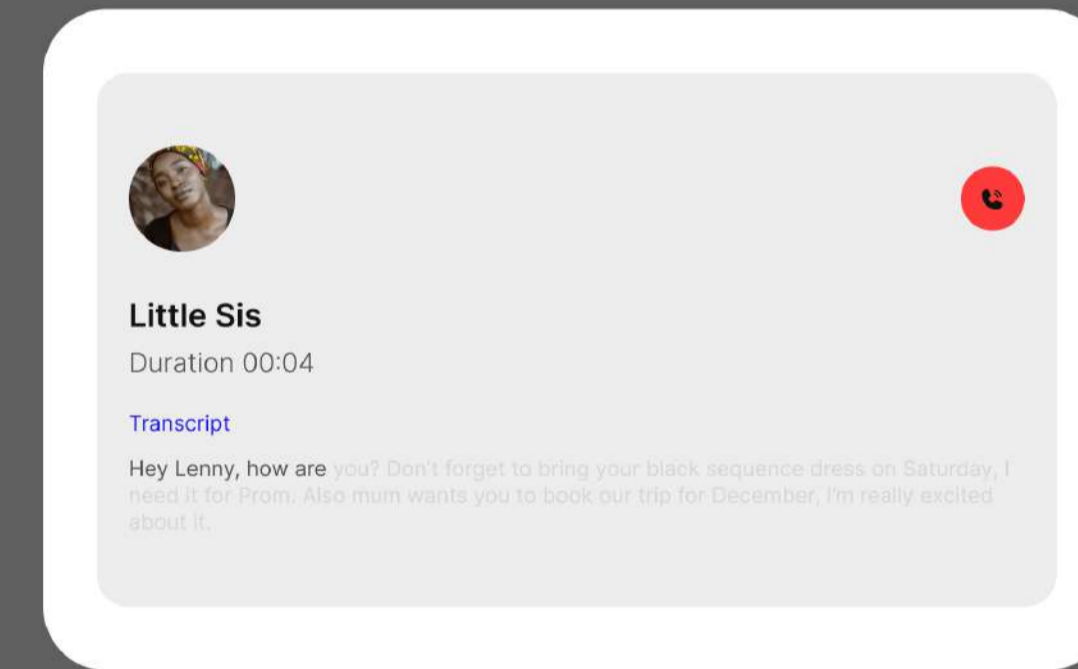 Little Sis
Duration 00:04
Transcript
Hey Lenny, how are you? Don't forget to bring your black sequence dress on Saturday, I
need it for Prom. Also mum wants you to book our trip for December, I'm really excited
about it.